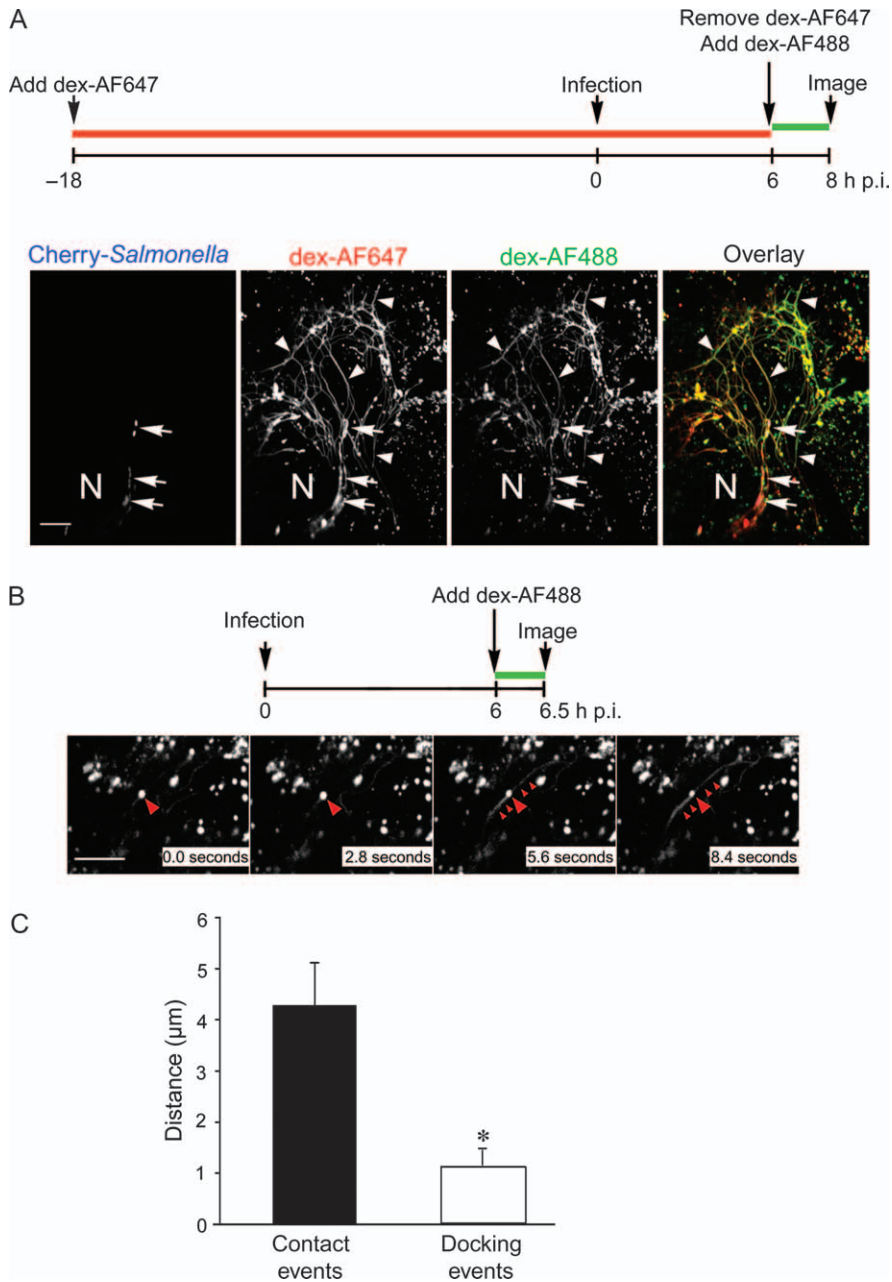 A
Remove dex-AF647
Add dex-AF488
Add dex-AF647
Infection
Image
–18
0
6
8 h p.i.
Cherry-Salmonella
dex-AF647
dex-AF488
Overlay
N
N
B
Add dex-AF488
Infection
Image
0
6
6.5 h p.i.
0.0 seconds
2.8 seconds
5.6 seconds
8.4 seconds
C
Distance (µm)
6
5
4
3
2
1
0
*
Contact events
Docking events